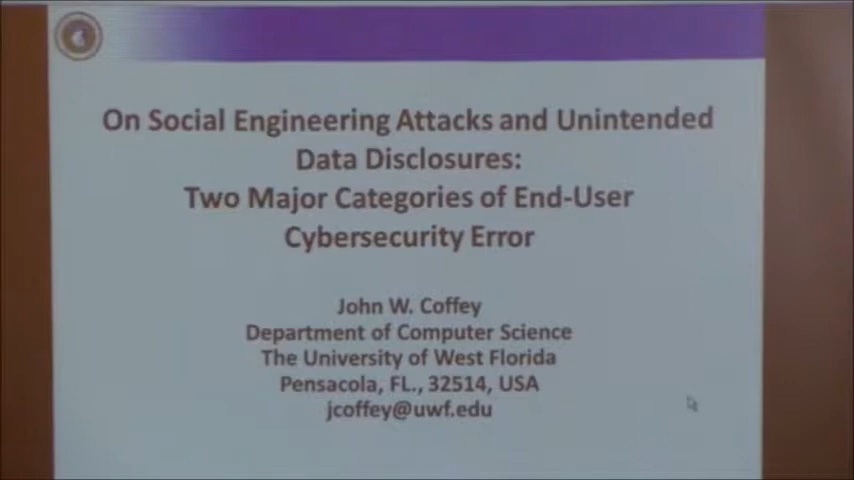 On Social Engineering Attacks and Unintended
Data Disclosures:
Two Major Categories of End-User
Cybersecurity Error
John W. Coffey
Department of Computer Science
The University of West Florida
Pensacola, FL., 32514, USA
jcoffey@uwf.edu